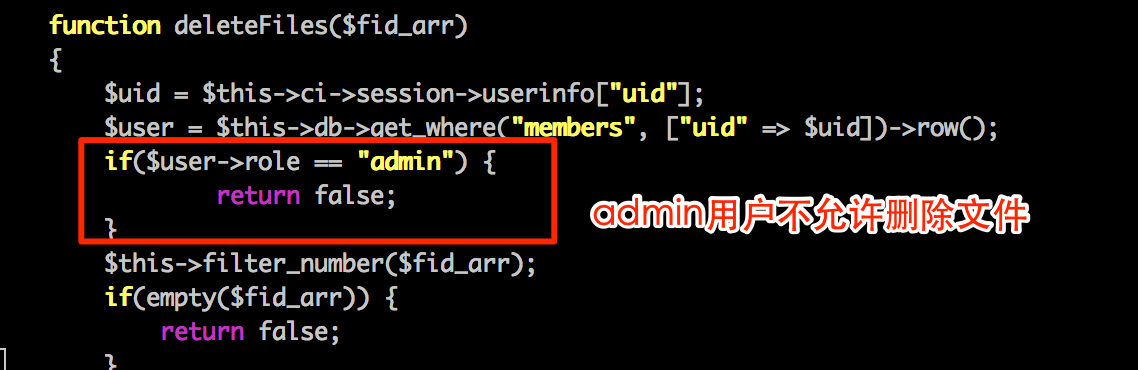 function deleteFiles($fid_arr)
{
$uid = $this->ci->session->userinfo["uid"];
$user = $this->db->get_where("members", ["uid" => $uid])->row();
if($user->role == "admin") {
return false;
}
admin用户不允许删除文件
$this->filter_number($fid_arr);
if(empty($fid_arr)) {
return false;
}